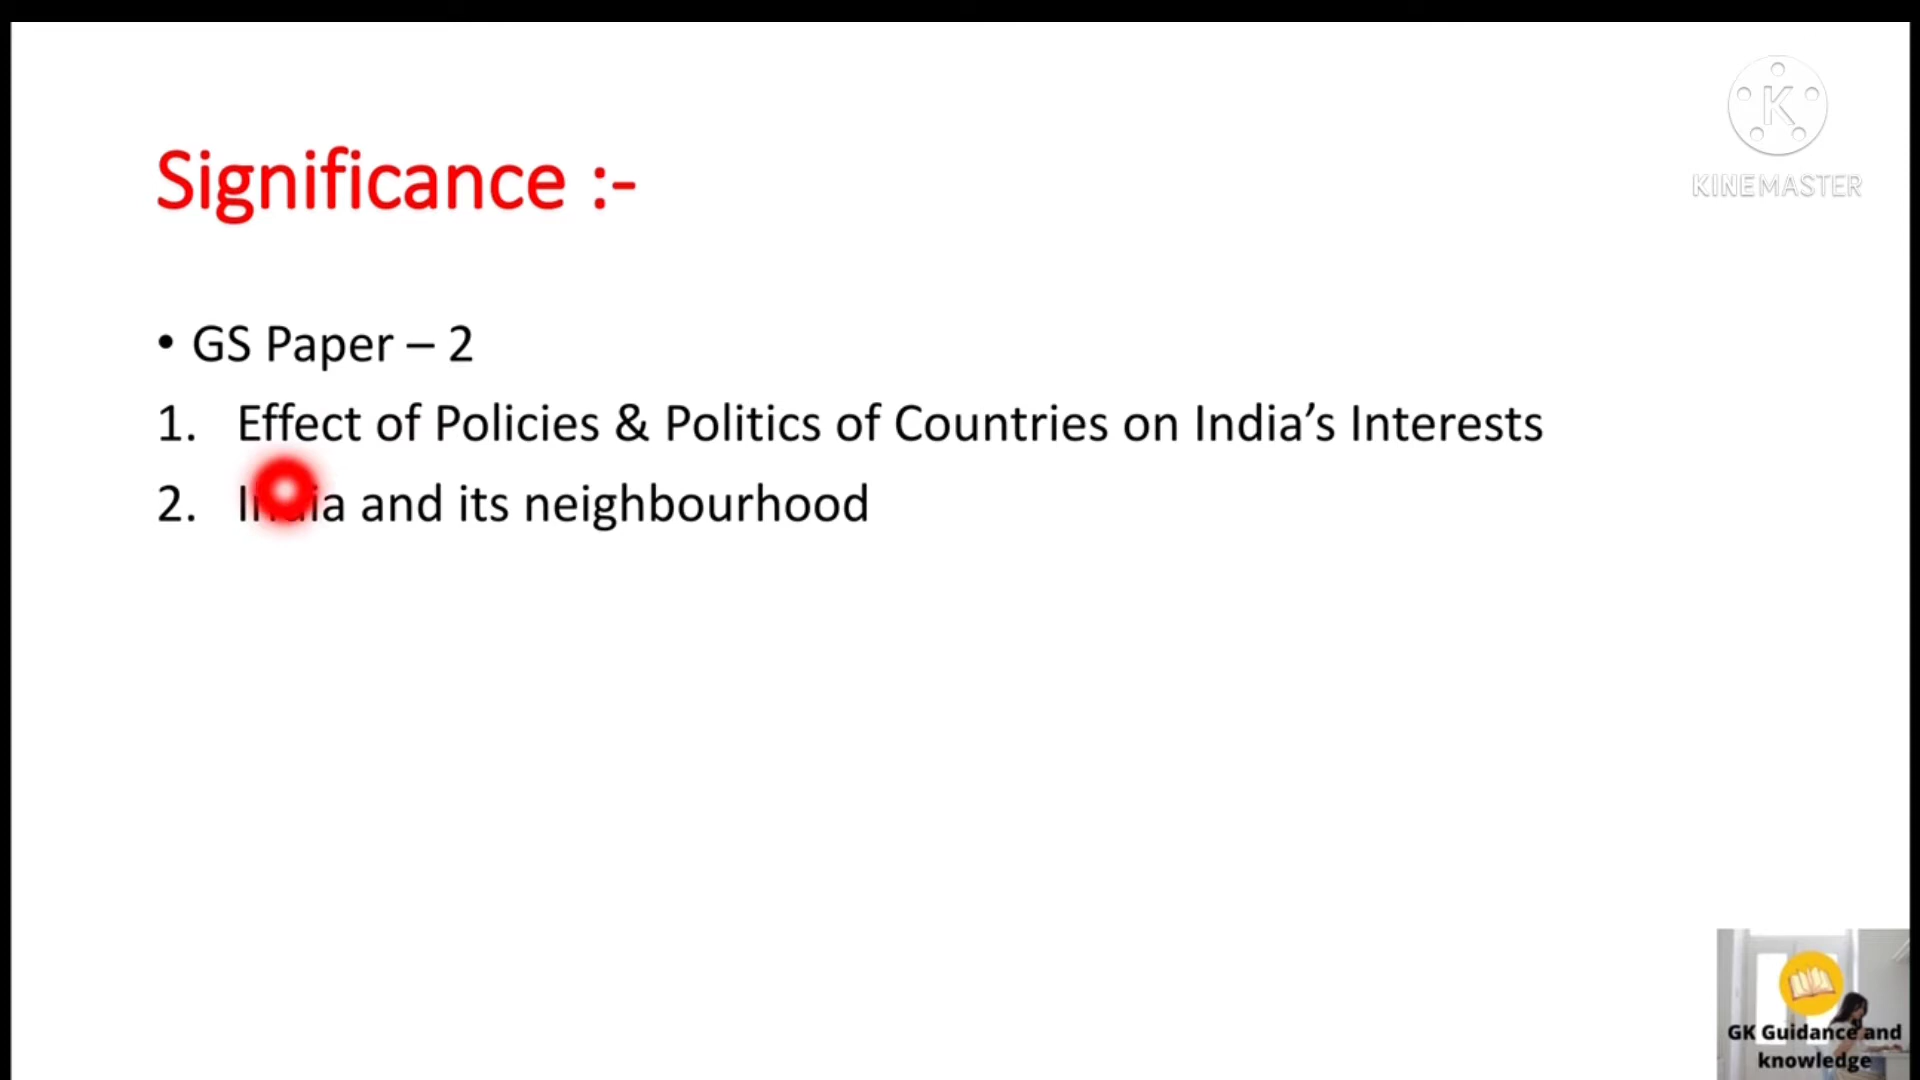 K
KINEMASTER
Significance :-
• GS Paper – 2
1. Effect of Policies & Politics of Countries on India’s Interests
2. India and its neighbourhood
GK Guidance and
knowledge